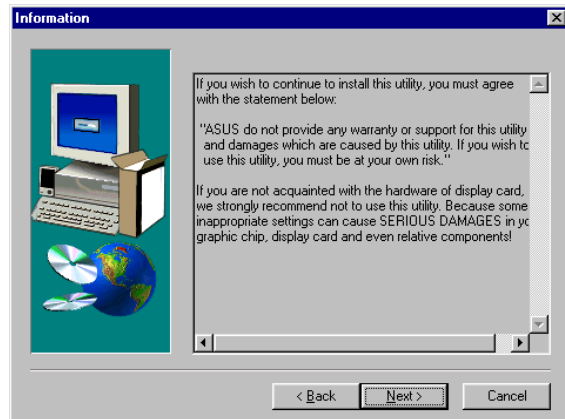 Information
If you wish to continue to install this utility, you must agree
with the statement below:
"ASUS do not provide any warranty or support for this utility
and damages which are caused by this utility. If you wish to
use this utility, you must be at your own risk."
If you are not acquainted with the hardware of display card,
we strongly recommend not to use this utility. Because some
inappropriate settings can cause SERIOUS DAMAGES in yo
graphic chip, display card and even relative components!
< Back
Next >
Cancel